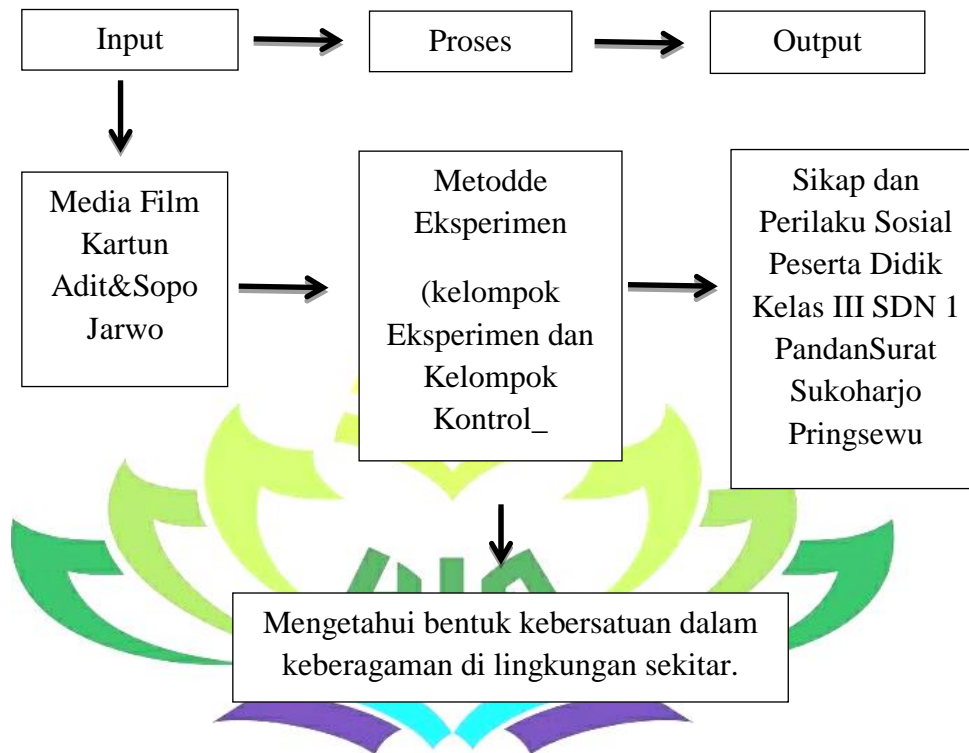 Input
Proses
Output
Media Film
Kartun
Adit&Sopo
Jarwo
Metodde
Eksperimen
(kelompok
Eksperimen dan
Kelompok
Kontrol_
Sikap dan
Perilaku Sosial
Peserta Didik
Kelas III SDN 1
PandanSurat
Sukoharjo
Pringsewu
Mengetahui bentuk kebersatuan dalam
keberagaman di lingkungan sekitar.